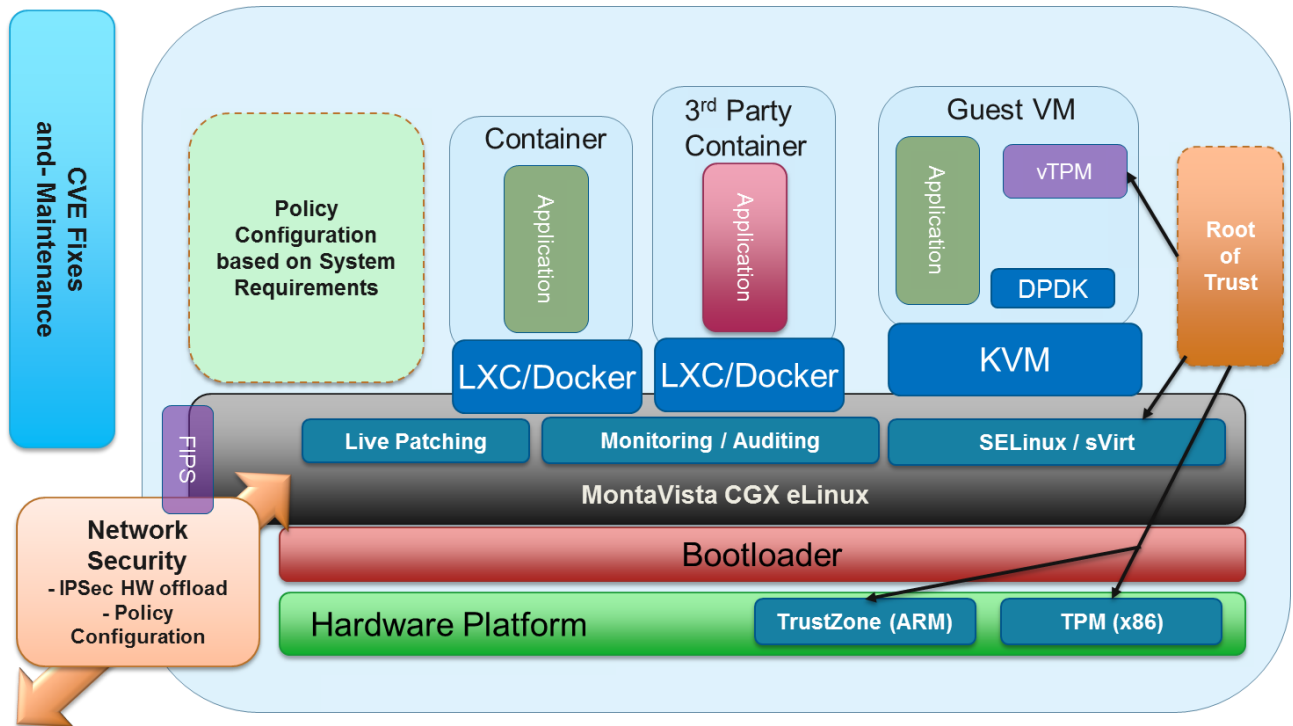 CVE Fixes
and- Maintenance
Policy
Configuration
based on System
Requirements
Container
Application
LXC/Docker
3rd Party
Container
Application
LXC/Docker
Guest VM
Application
vTPM
DPDK
KVM
Root
of
Trust
FIPS
Live Patching
Monitoring / Auditing
SELinux / sVirt
MontaVista CGX eLinux
Network
Security
- IPSec HW offload
- Policy
Configuration
Bootloader
Hardware Platform
TrustZone (ARM)
TPM (x86)